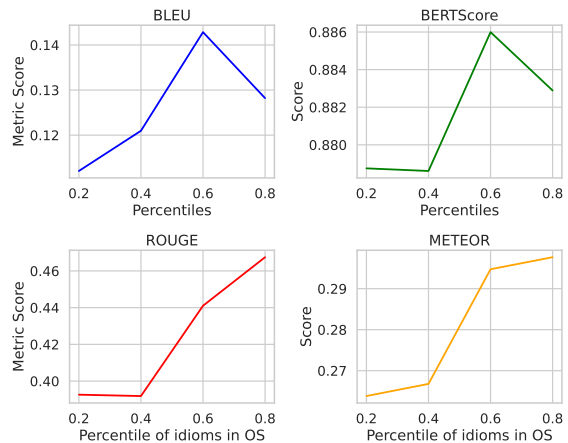 BLEU
Metric Score
0.14
0.13
0.12
0.2 0.4 0.6 0.8
Percentiles
BERTScore
Score
0.886
0.884
0.882
0.880
0.2 0.4 0.6 0.8
Percentiles
ROUGE
Metric Score
0.46
0.44
0.42
0.40
0.2 0.4 0.6 0.8
Percentile of idioms in OS
METEOR
Score
0.29
0.28
0.27
0.2 0.4 0.6 0.8
Percentile of idioms in OS